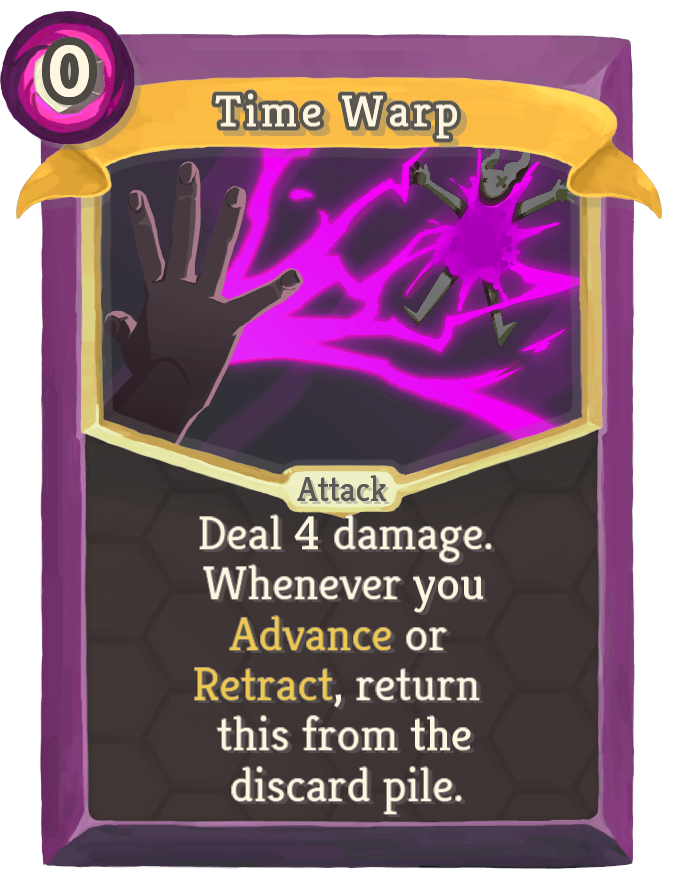 0
Time Warp
Attack
Deal 4 damage.
Whenever you
Advance or
Retract, return
this from the
discard pile.